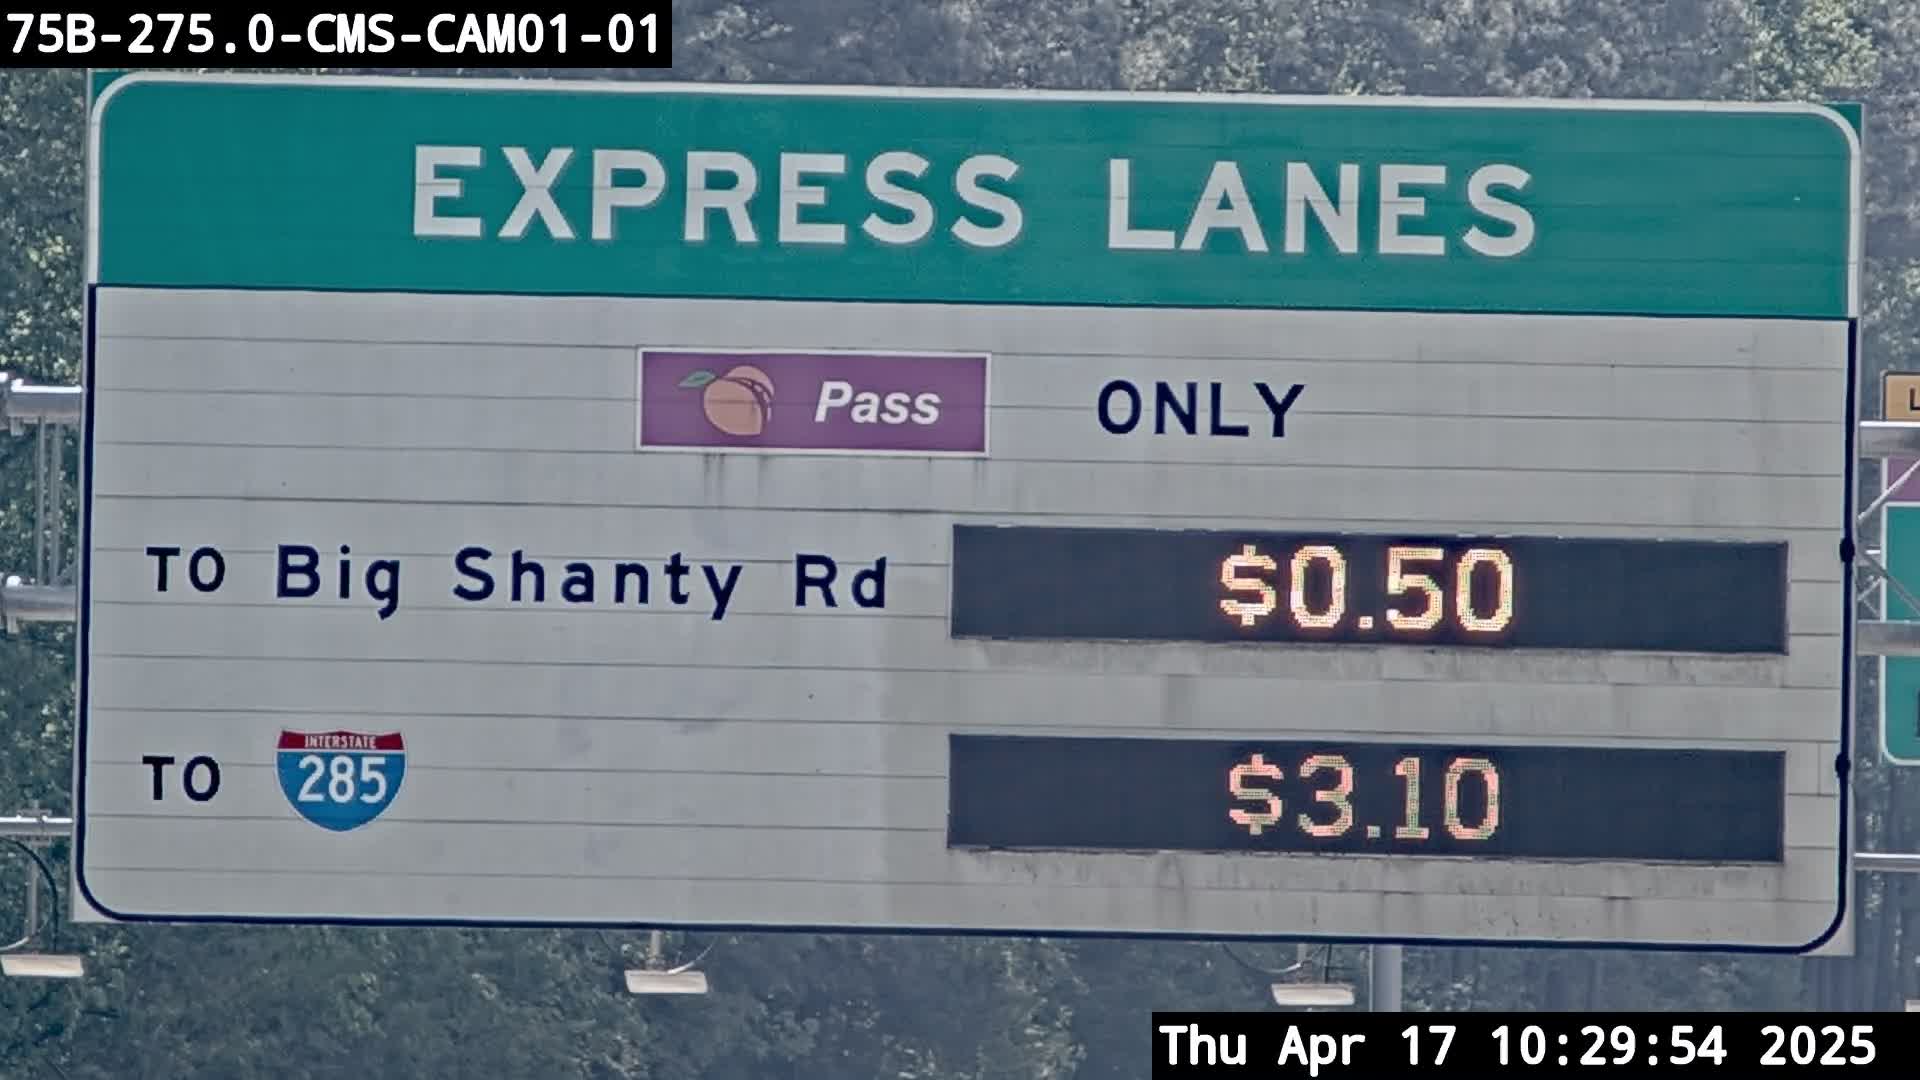 75B-275.0-CMS-CAM01-01
EXPRESS LANES
Pass ONLY
TO Big Shanty Rd $0.50
INTERSTATE
TO 285 $3.10
Thu Apr 17 10:29:54 2025